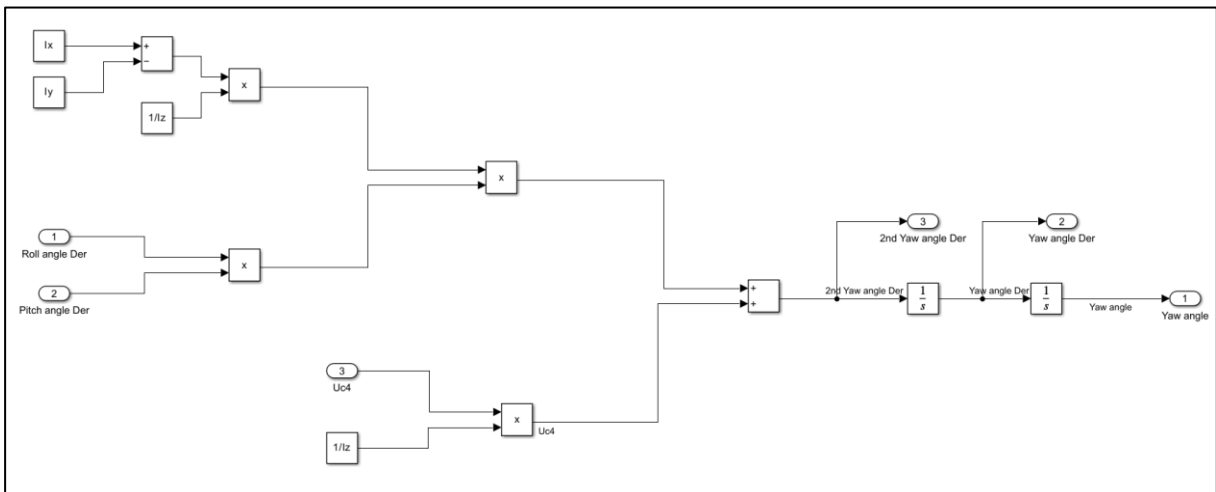 Ix
+
−
Iy
x
1/Iz
x
1
Roll angle Der
x
2
Pitch angle Der
3
2nd Yaw angle Der
2
Yaw angle Der
+
+
2nd Yaw angle Der
1
s
Yaw angle Der
1
s
Yaw angle
1
Yaw angle
3
Uc4
x
Uc4
1/Iz